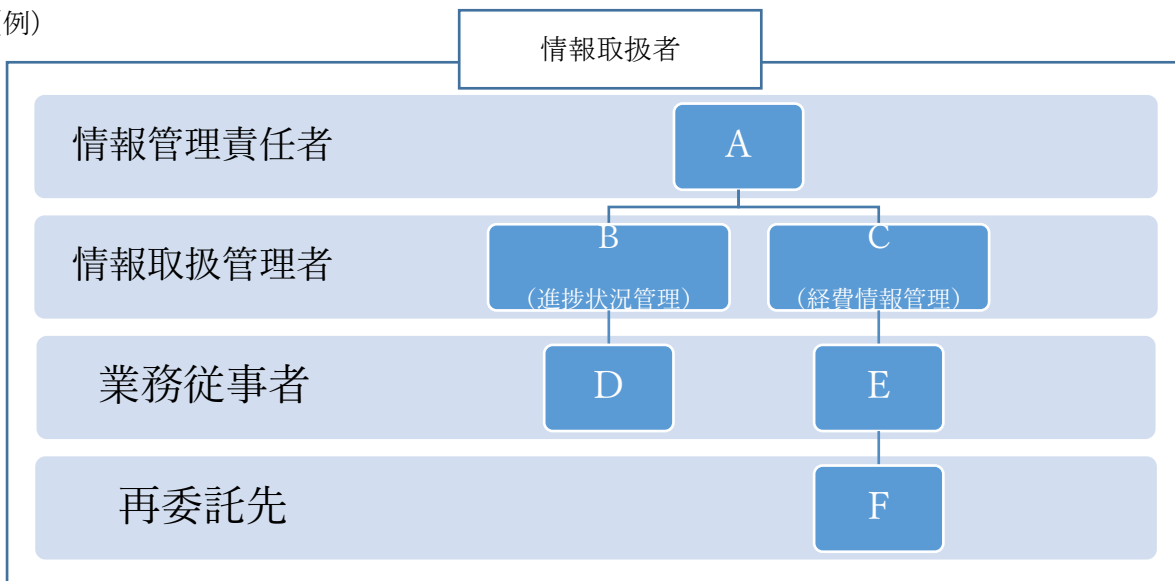 例）
情報取扱者
情報管理責任者
A
情報取扱管理者
B
（進捗状況管理）
C
（経費情報管理）
業務従事者
D
E
再委託先
F